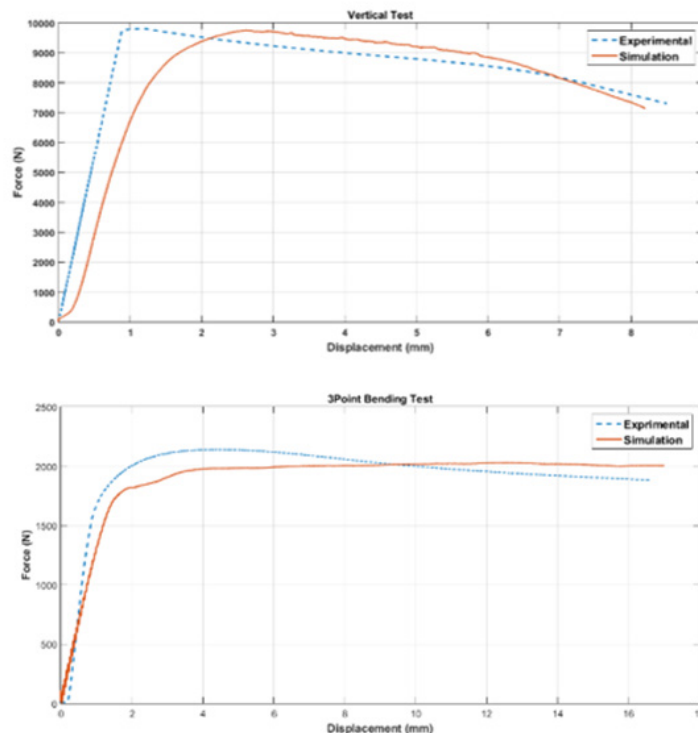 Vertical Test
10000
9000
8000
7000
6000
5000
4000
3000
2000
1000
0
Force (N)
Experimental
Simulation
0 1 2 3 4 5 6 7 8
Displacement (mm)
3Point Bending Test
2500
2000
1500
1000
500
0
Force (N)
Exprimental
Simulation
0 2 4 6 8 10 12 14 16
Displacement (mm)